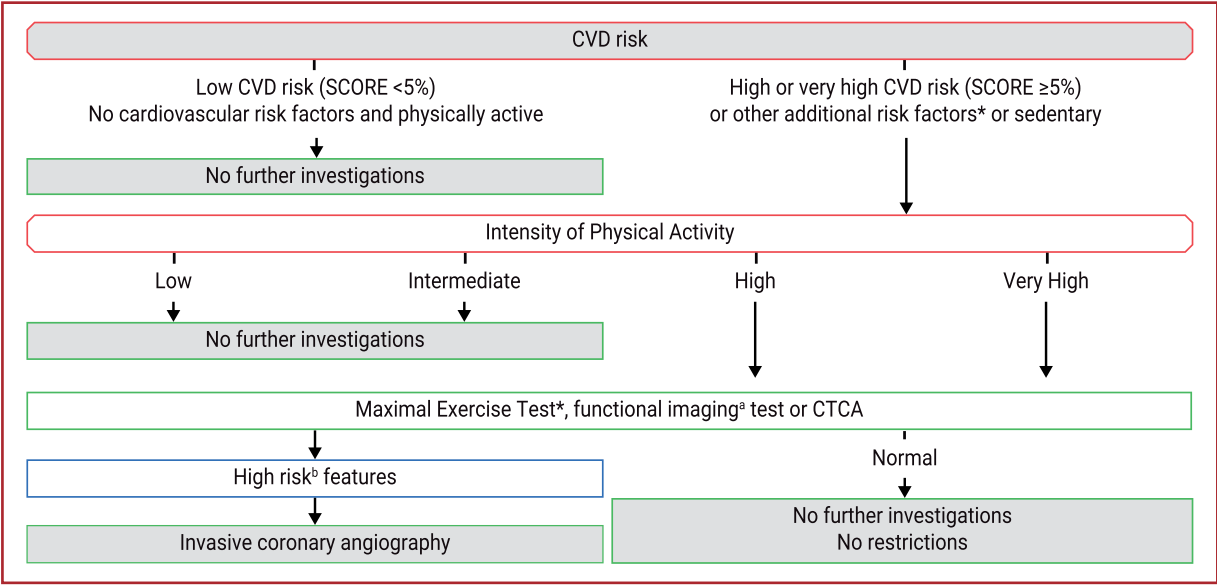 CVD risk
Low CVD risk (SCORE <5%)
No cardiovascular risk factors and physically active
High or very high CVD risk (SCORE ≥5%)
or other additional risk factors* or sedentary
No further investigations
Intensity of Physical Activity
Low
Intermediate
High
Very High
No further investigations
Maximal Exercise Test*, functional imagingᵃ test or CTCA
High riskᵇ features
Normal
Invasive coronary angiography
No further investigations
No restrictions